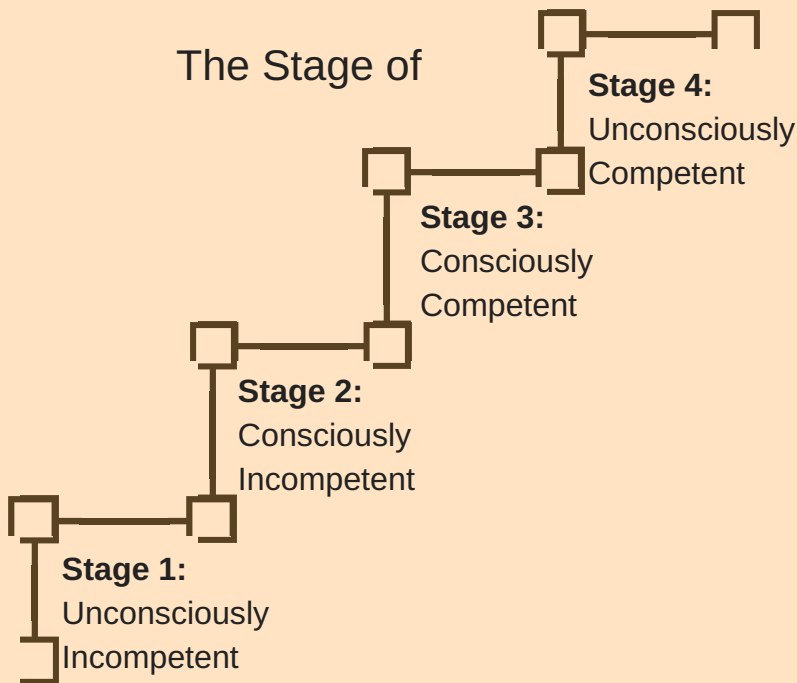 The Stage of
Stage 4:
Unconsciously
Competent
Stage 3:
Consciously
Competent
Stage 2:
Consciously
Incompetent
Stage 1:
Unconsciously
Incompetent